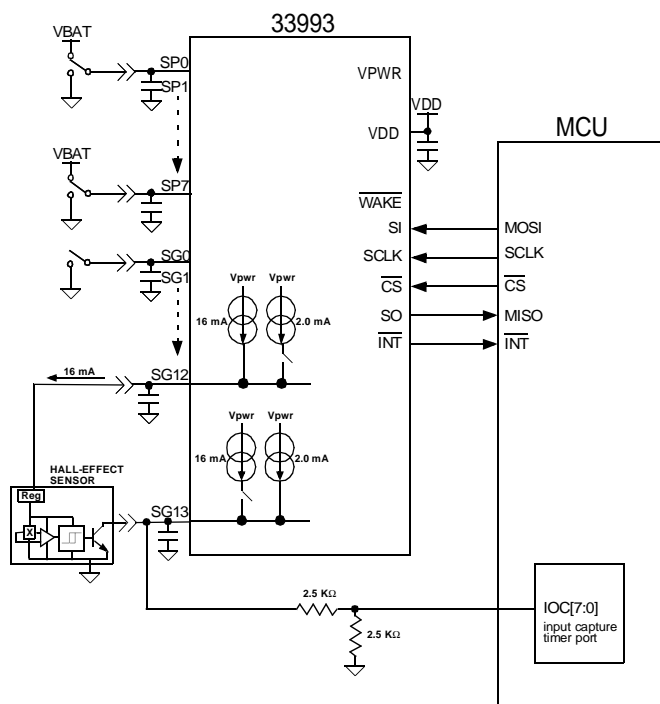 33993
VBAT
SP0
SP1
VPWR
VDD
VDD
MCU
VBAT
SP7
WAKE
SI
MOSI
SCLK
SCLK
SG0
SG1
CS
CS
Vpwr
Vpwr
SO
MISO
16 mA
2.0 mA
INT
INT
16 mA
SG12
Vpwr
Vpwr
16 mA
2.0 mA
HALL-EFFECT
SENSOR
Reg
X
SG13
2.5 KΩ
IOC[7:0]
input capture
timer port
2.5 KΩ